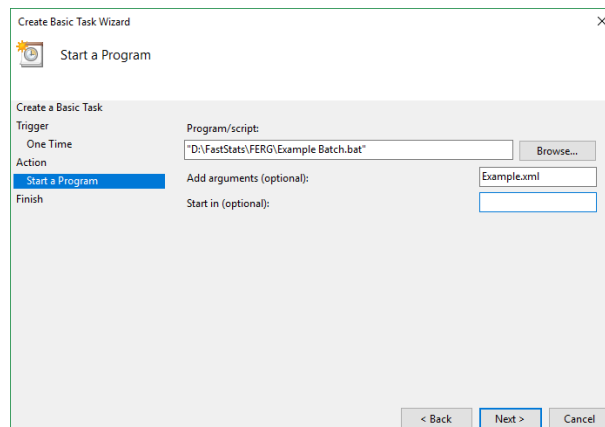 Create Basic Task Wizard
Start a Program
Create a Basic Task
Trigger
One Time
Action
Start a Program
Finish
Program/script:
"D:\FastStats\FERG\Example Batch.bat"
Browse...
Add arguments (optional):
Example.xml
Start in (optional):
< Back
Next >
Cancel